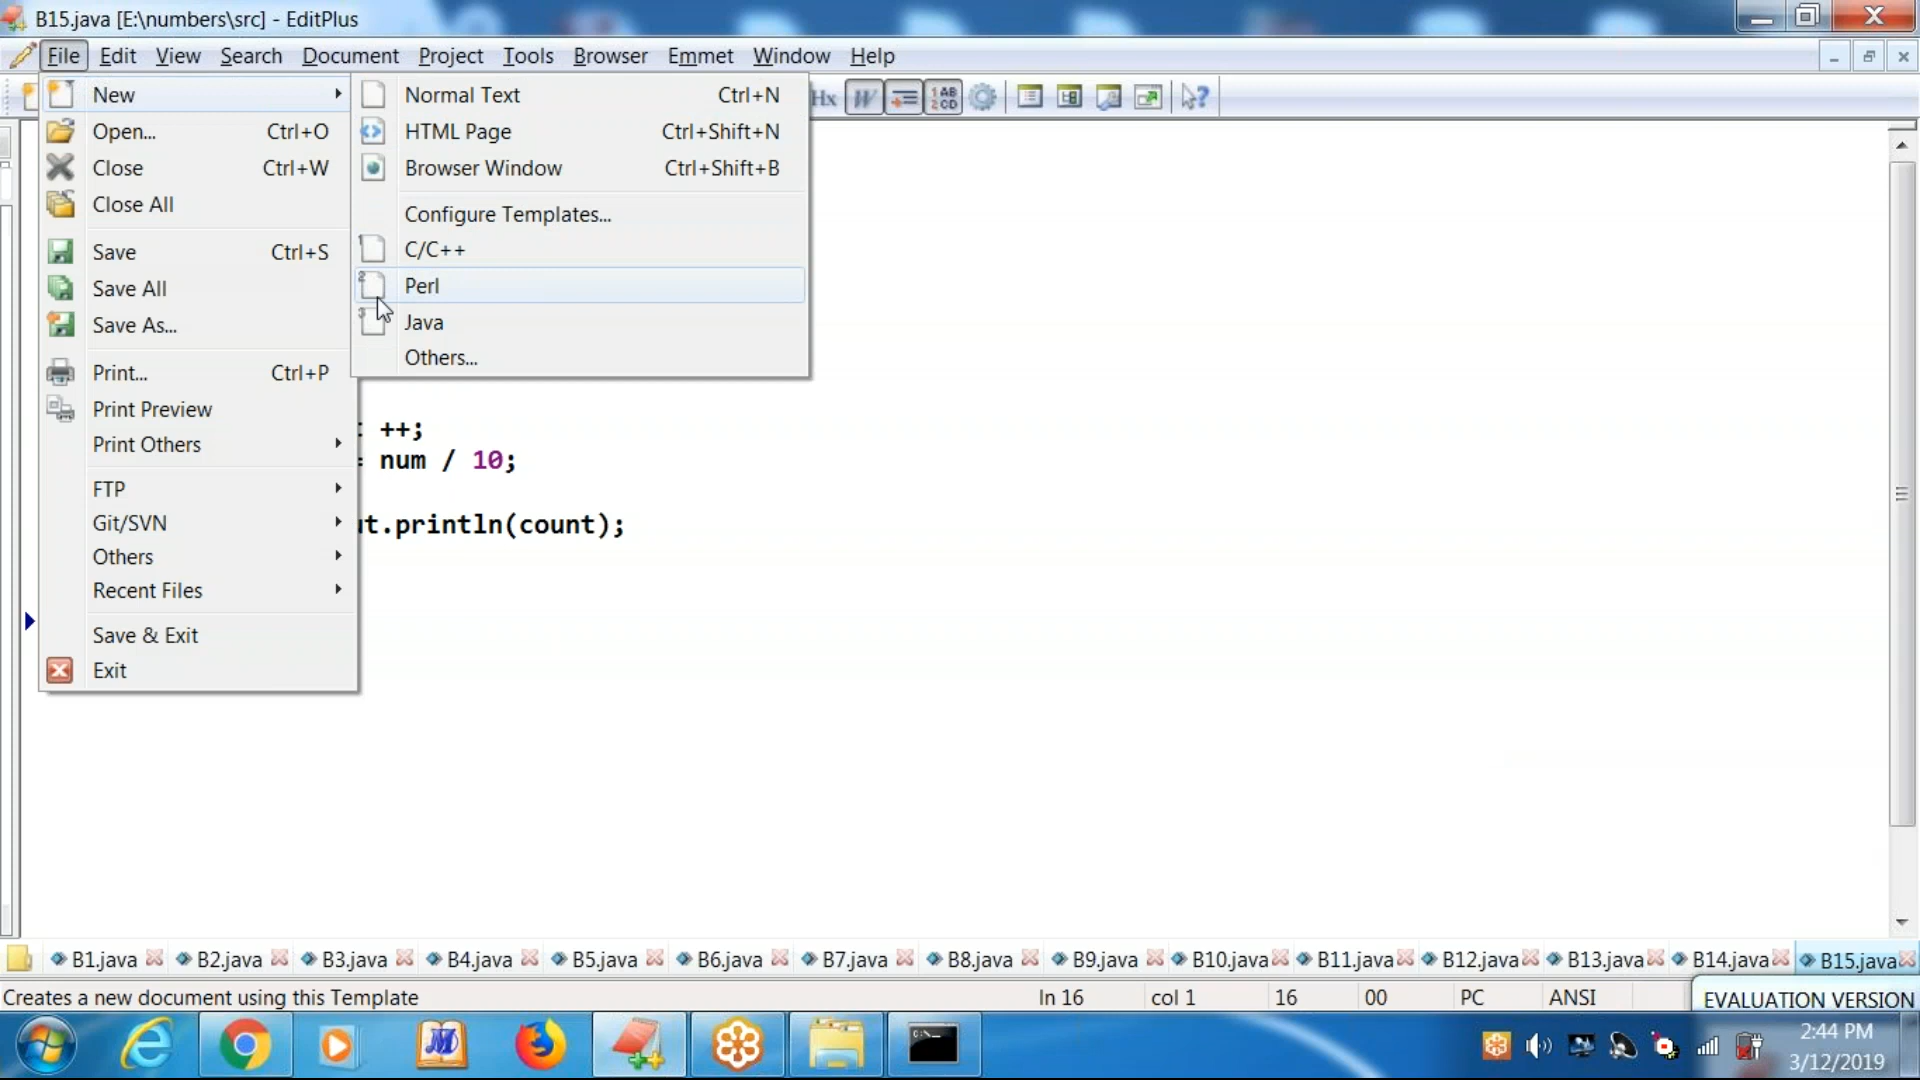 B15.java [E:\numbers\src] - EditPlus
File Edit View Search Document Project Tools Browser Emmet Window Help
New
Open... Ctrl+O
Close Ctrl+W
Close All
Save Ctrl+S
Save All
Save As...
Print... Ctrl+P
Print Preview
Print Others
FTP
Git/SVN
Others
Recent Files
Save & Exit
Exit
Normal Text Ctrl+N
HTML Page Ctrl+Shift+N
Browser Window Ctrl+Shift+B
Configure Templates...
1 C/C++
2 Perl
3 Java
Others...
Hx W
++;
= num / 10;
ut.println(count);
B1.java B2.java B3.java B4.java B5.java B6.java B7.java B8.java B9.java B10.java B11.java B12.java B13.java B14.java B15.java
Creates a new document using this Template ln 16 col 1 16 00 PC ANSI EVALUATION VERSION
2:44 PM
3/12/2019